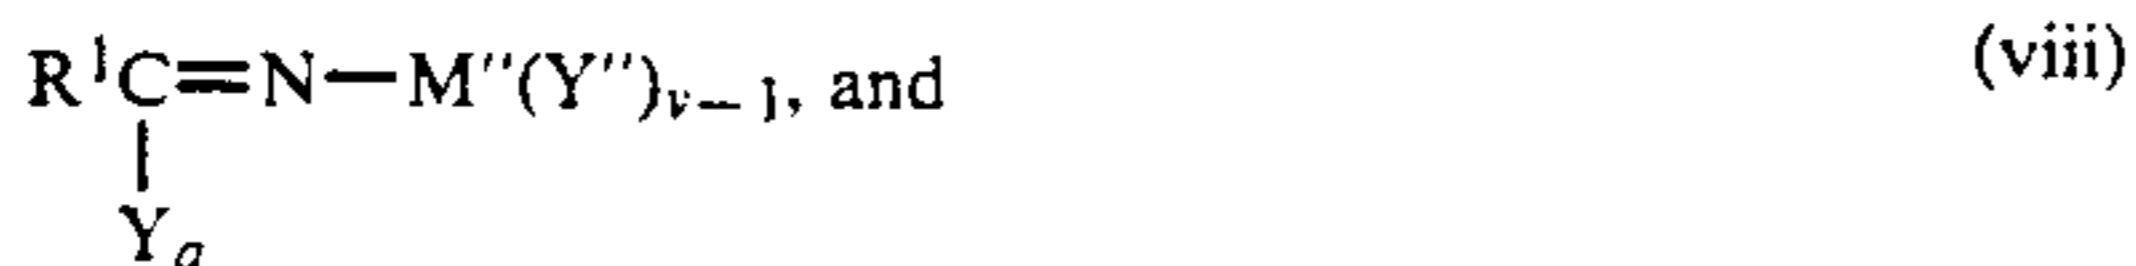 R¹C=N—M''(Y'')ᵥ₋₁, and (viii)
|
Yₐ